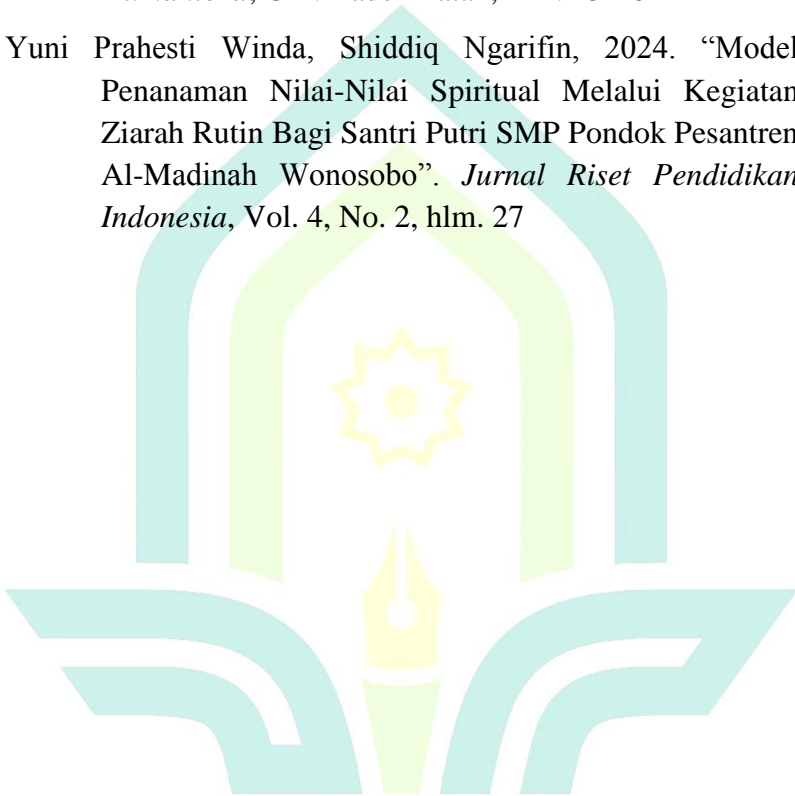 Yuni Prahesti Winda, Shiddiq Ngarifin, 2024. “Model
Penanaman Nilai-Nilai Spiritual Melalui Kegiatan
Ziarah Rutin Bagi Santri Putri SMP Pondok Pesantren
Al-Madinah Wonosobo”. Jurnal Riset Pendidikan
Indonesia, Vol. 4, No. 2, hlm. 27